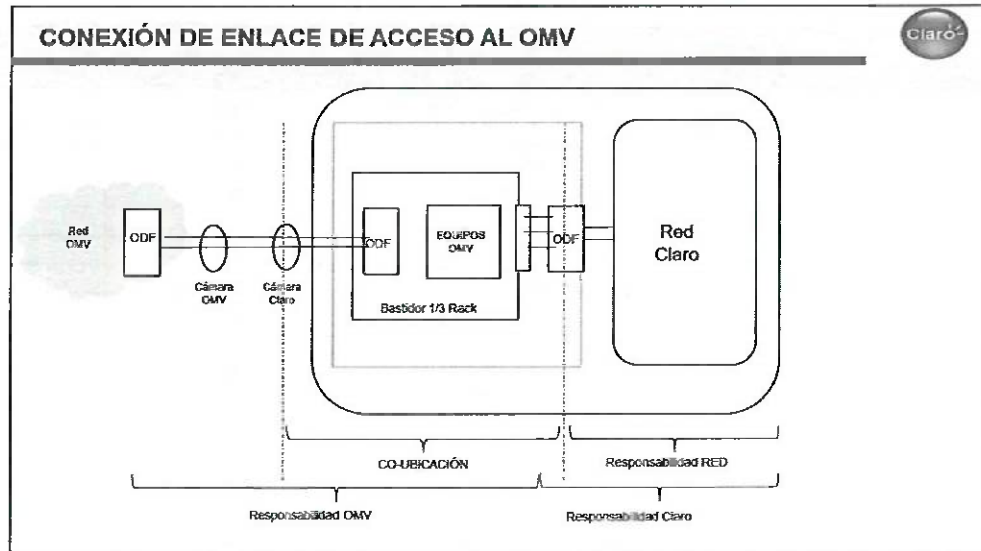 CONEXIÓN DE ENLACE DE ACCESO AL OMV
Claro
Red
OMV
ODF
Cámara
OMV
Cámara
Claro
ODF
EQUIPOS
OMV
Bastidor 1/3 Rack
ODF
Red
Claro
CO-UBICACIÓN
Responsabilidad RED
Responsabilidad OMV
Responsabilidad Claro